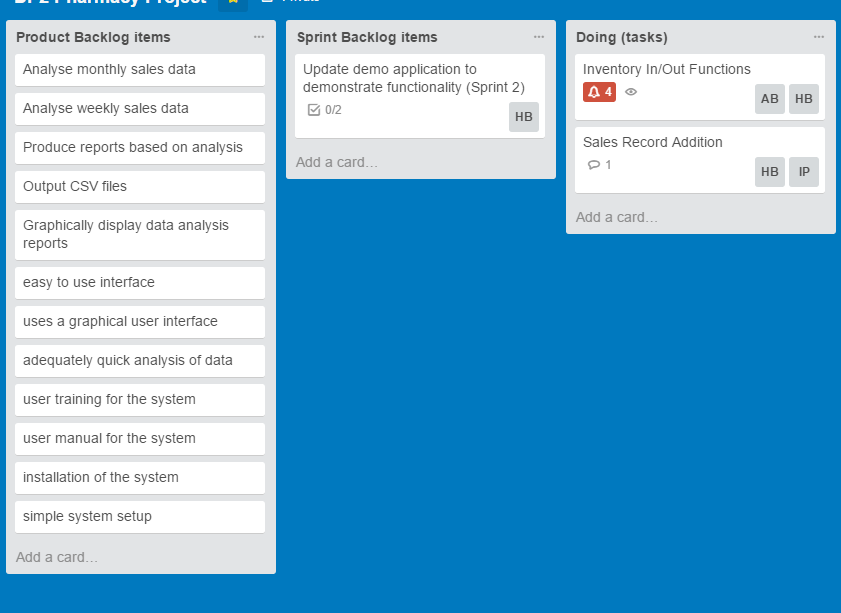 Pharmacy Project
Product Backlog items
Analyse monthly sales data
Analyse weekly sales data
Produce reports based on analysis
Output CSV files
Graphically display data analysis
reports
easy to use interface
uses a graphical user interface
adequately quick analysis of data
user training for the system
user manual for the system
installation of the system
simple system setup
Add a card…
Sprint Backlog items
Update demo application to
demonstrate functionality (Sprint 2)
0/2
HB
Add a card…
Doing (tasks)
Inventory In/Out Functions
4
AB HB
Sales Record Addition
1
HB IP
Add a card…